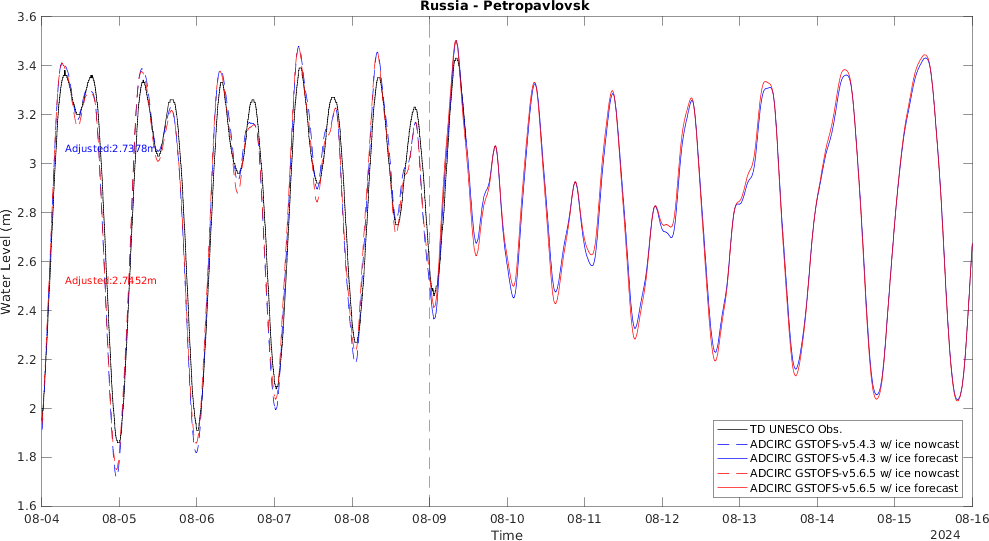 Russia - Petropavlovsk
3.6
3.4
3.2
3
2.8
2.6
2.4
2.2
2
1.8
1.6
Water Level (m)
Adjusted:2.7378m
Adjusted:2.7452m
TD UNESCO Obs.
ADCIRC GSTOFS-v5.4.3 w/ ice nowcast
ADCIRC GSTOFS-v5.4.3 w/ ice forecast
ADCIRC GSTOFS-v5.6.5 w/ ice nowcast
ADCIRC GSTOFS-v5.6.5 w/ ice forecast
08-04 08-05 08-06 08-07 08-08 08-09 08-10 08-11 08-12 08-13 08-14 08-15 08-16
Time
2024